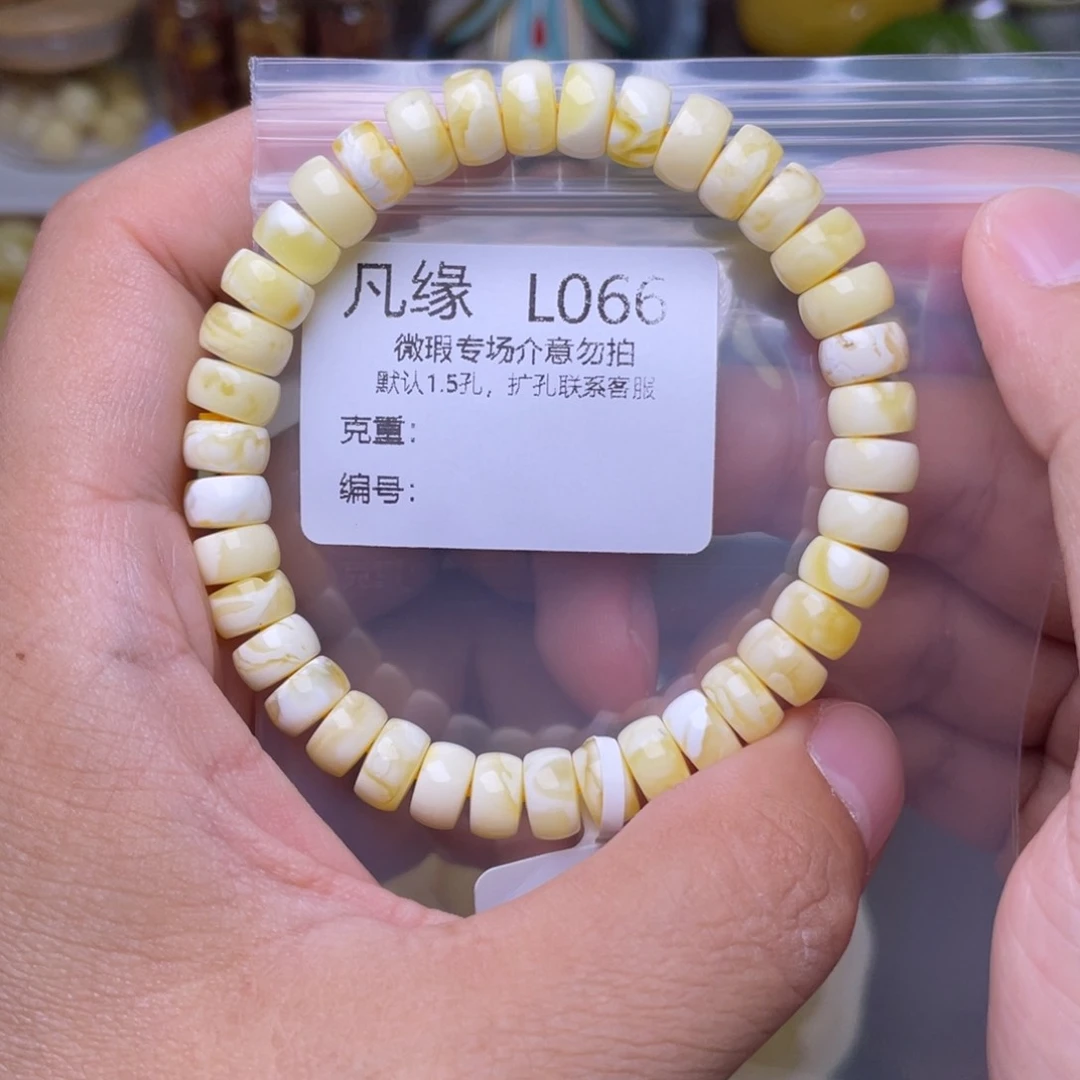 凡缘 L066
微瑕专场介意勿拍
默认1.5孔，扩孔联系客服
克重：
编号：